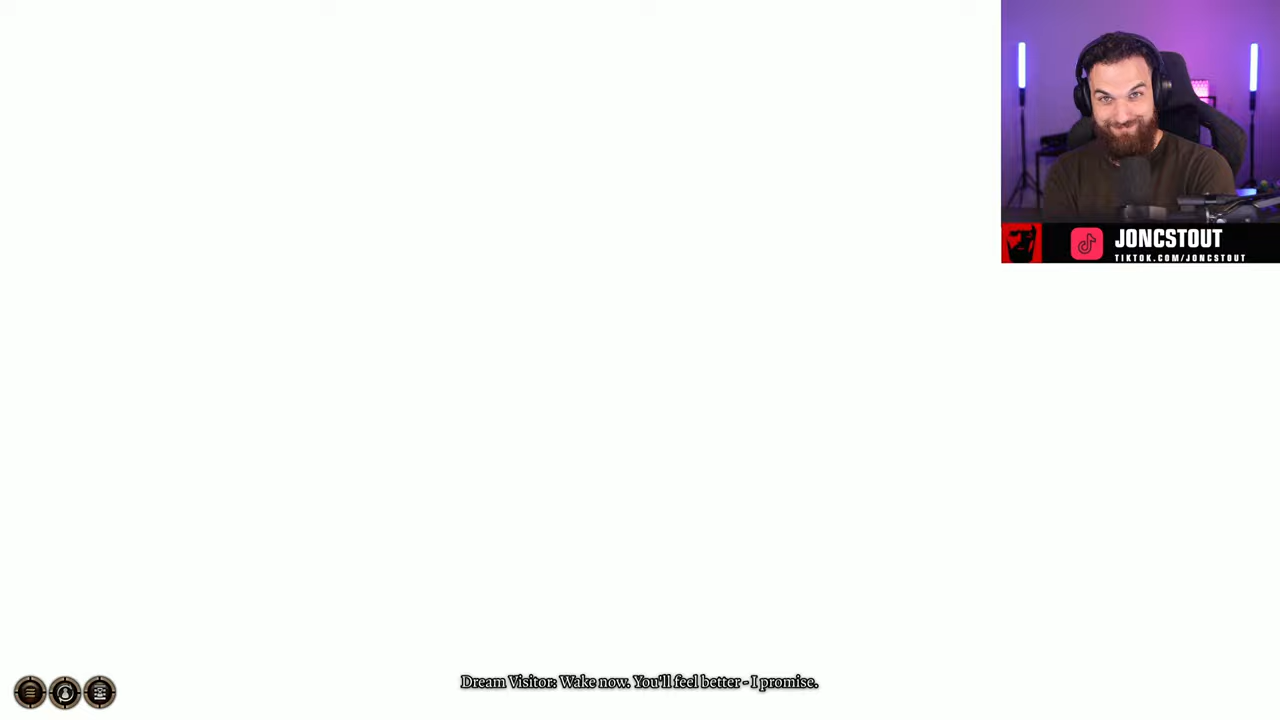 JONCSTOUT
TIKTOK.COM/JONCSTOUT
Dream Visitor: Wake now. You'll feel better - I promise.